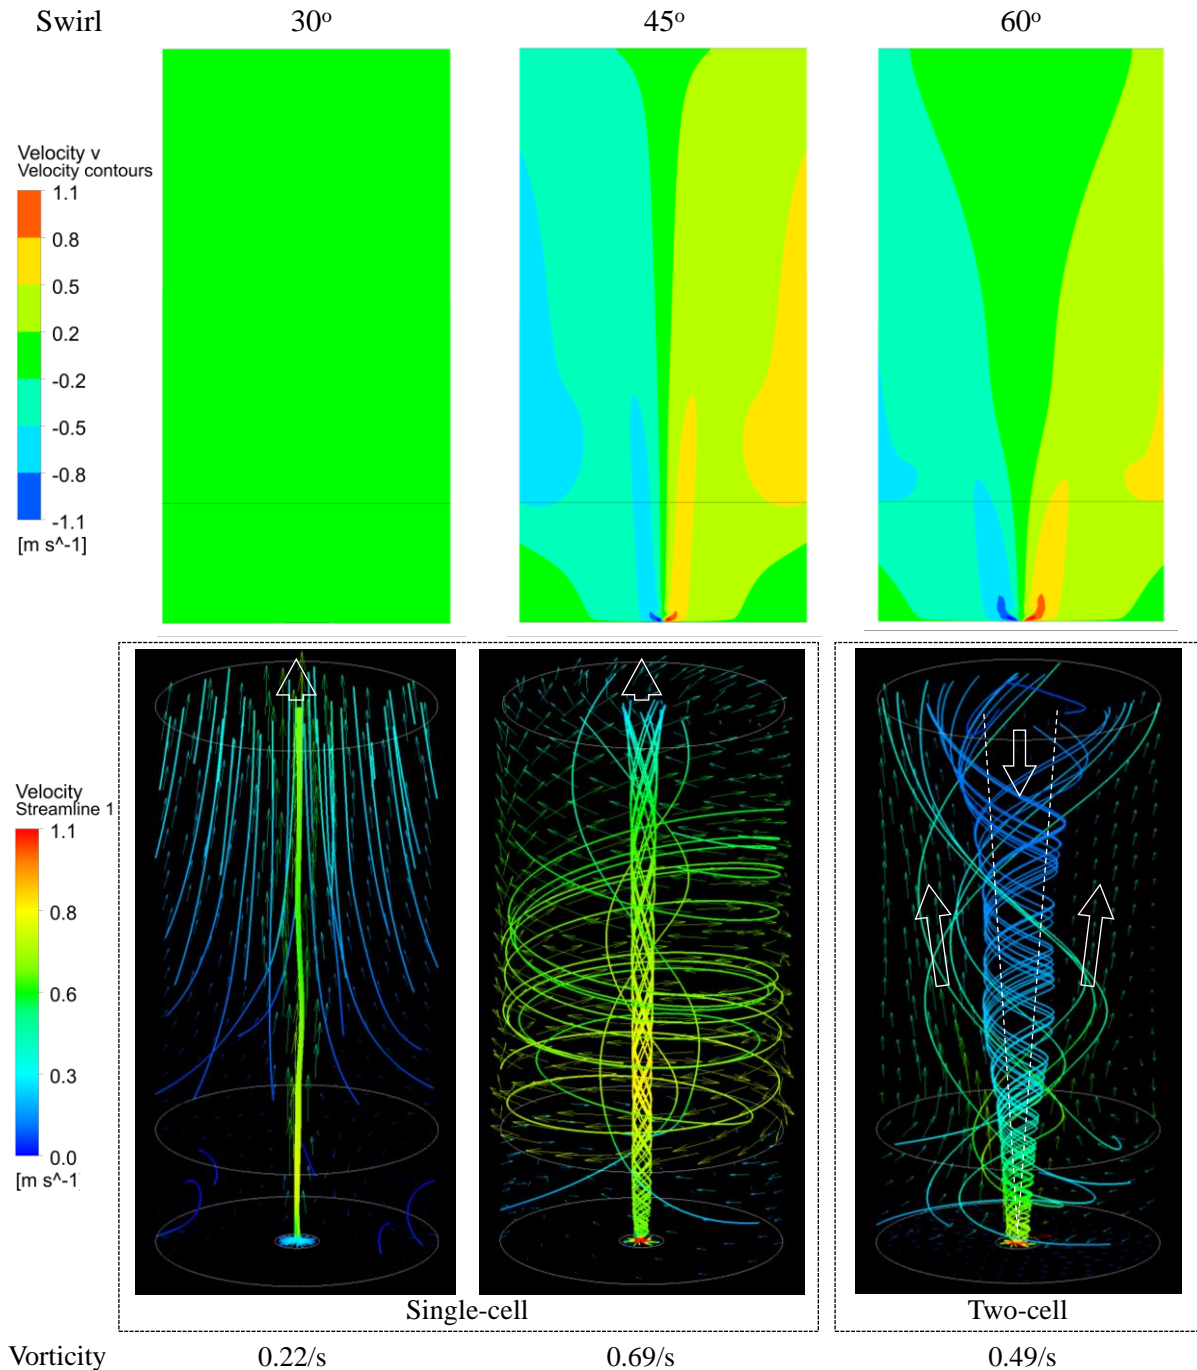 Swirl 30° 45° 60°
Velocity v
Velocity contours
1.1
0.8
0.5
0.2
-0.2
-0.5
-0.8
-1.1
[m s^-1]
Velocity
Streamline 1
1.1
0.8
0.6
0.3
0.0
[m s^-1]
Single-cell Two-cell
Vorticity 0.22/s 0.69/s 0.49/s